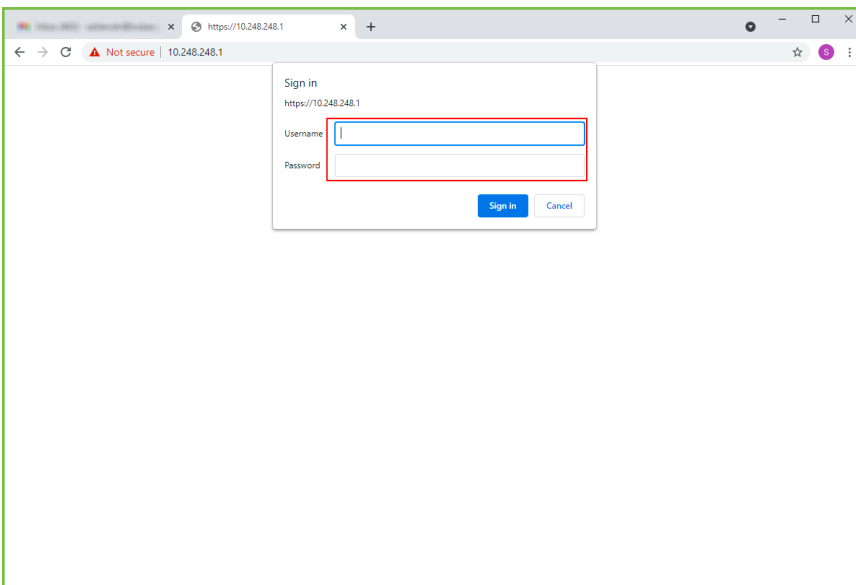 https://10.248.248.1
Not secure | 10.248.248.1
S
Sign in
https://10.248.248.1
Username
Password
Sign in Cancel